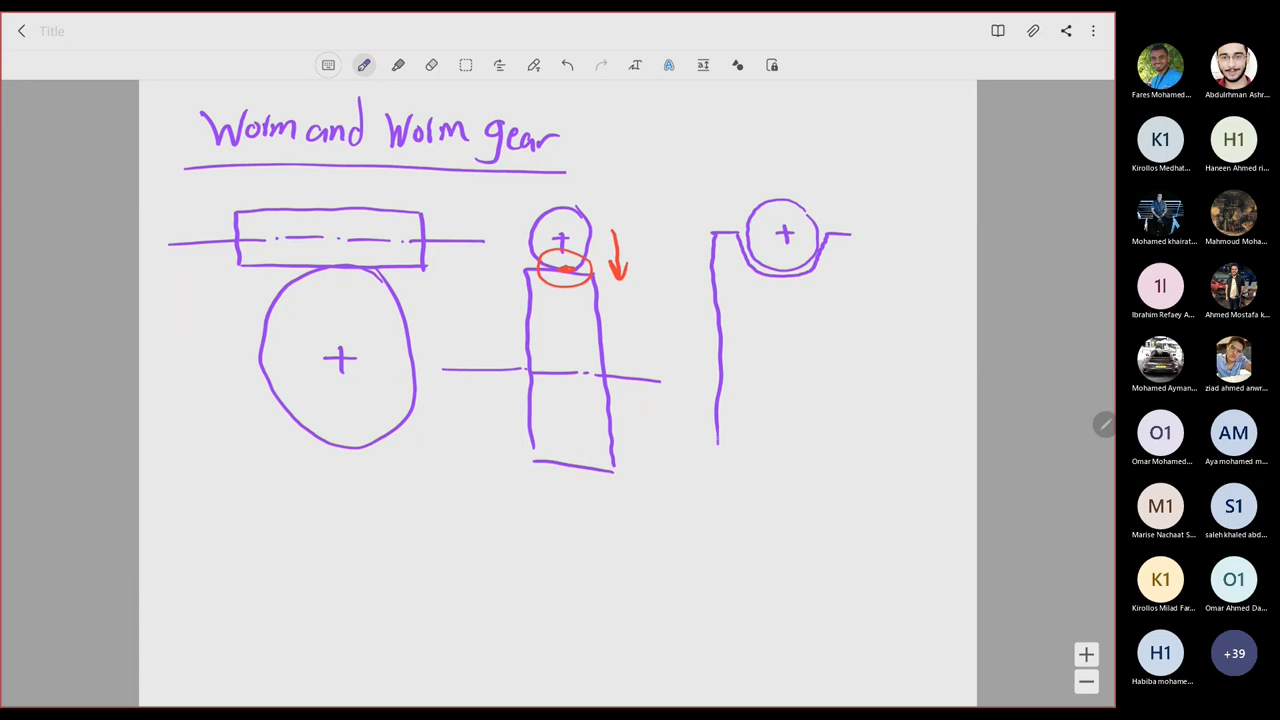 Title
Worm and Worm gear
Fares Mohamed...
Abdulrhman Ashr...
K1
H1
Kirollos Medhat...
Haneen Ahmed ri...
Mohamed khairat...
Mahmoud Moha...
1I
Ibrahim Refaey A...
Ahmed Mostafa k...
Mohamed Ayman...
ziad ahmed anwr...
O1
AM
Omar Mohamed...
Aya mohamed m...
M1
S1
Marise Nachaat S...
saleh khaled abd...
K1
O1
Kirollos Milad Far...
Omar Ahmed Da...
H1
+39
Habiba mohame...